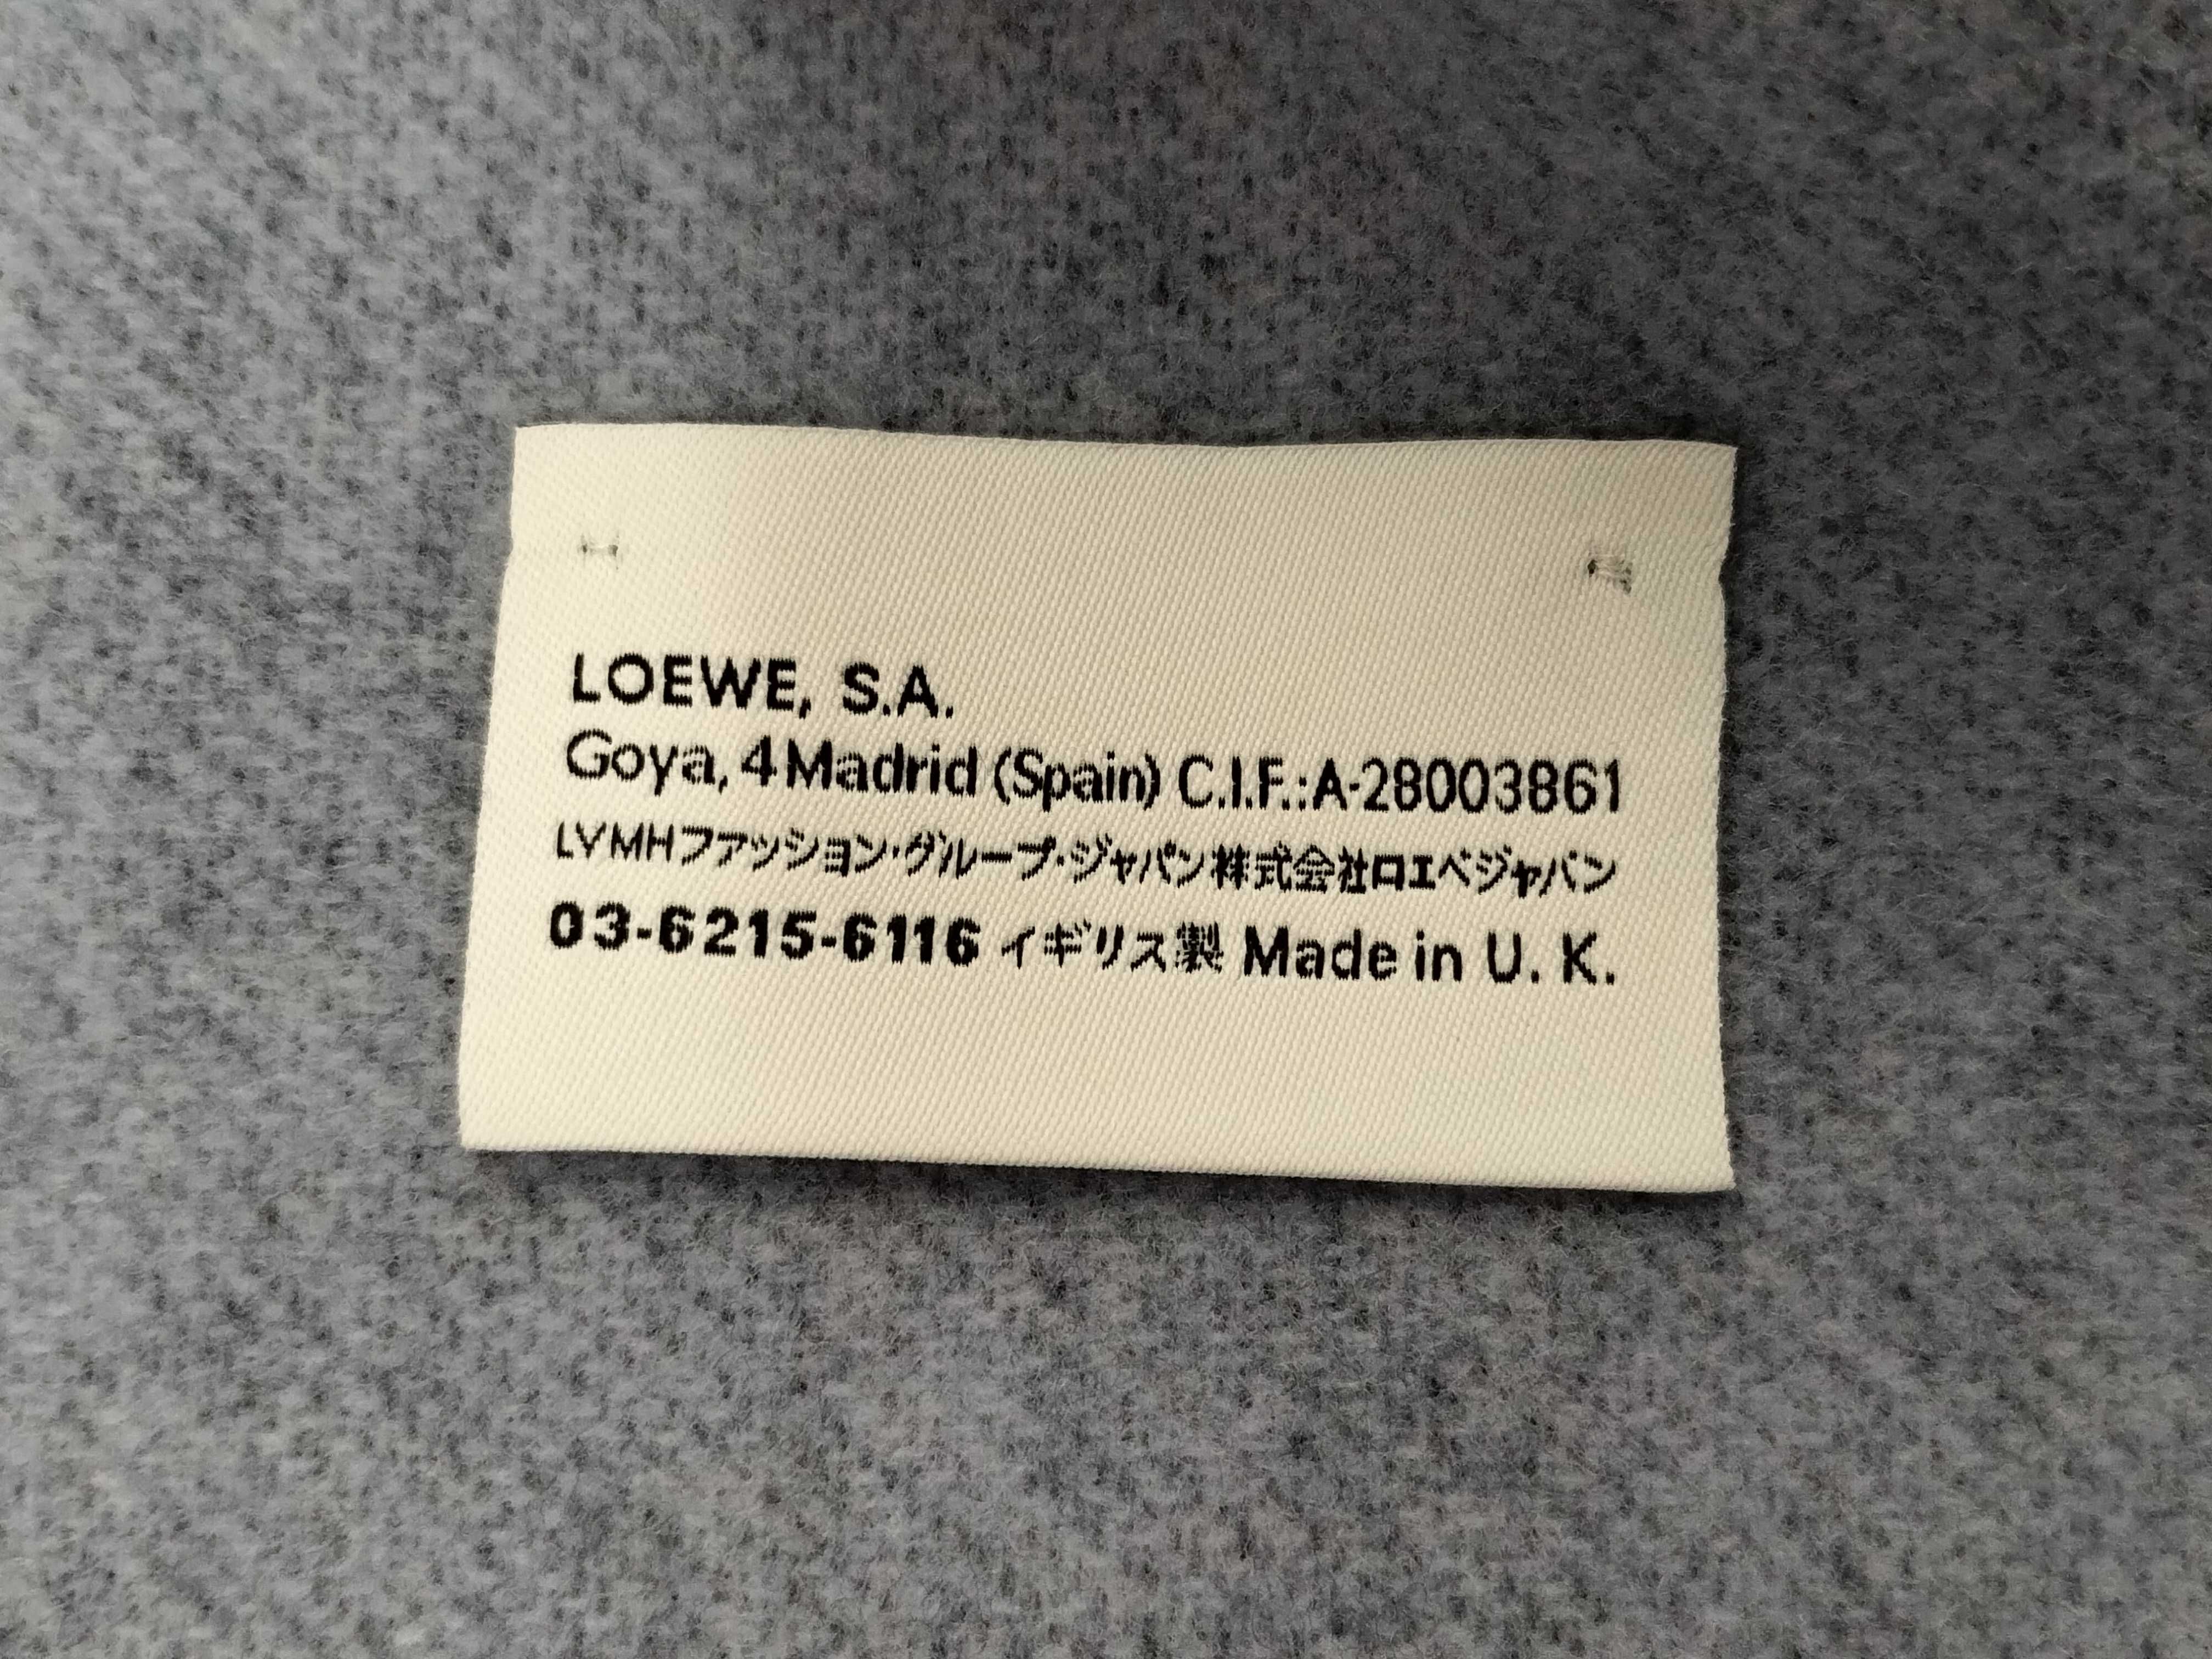 LOEWE, S.A.
Goya, 4 Madrid (Spain) C.I.F.:A-28003861
LVMHファッション・グループ・ジャパン株式会社ロエベジャパン
03-6215-6116 イギリス製 Made in U. K.